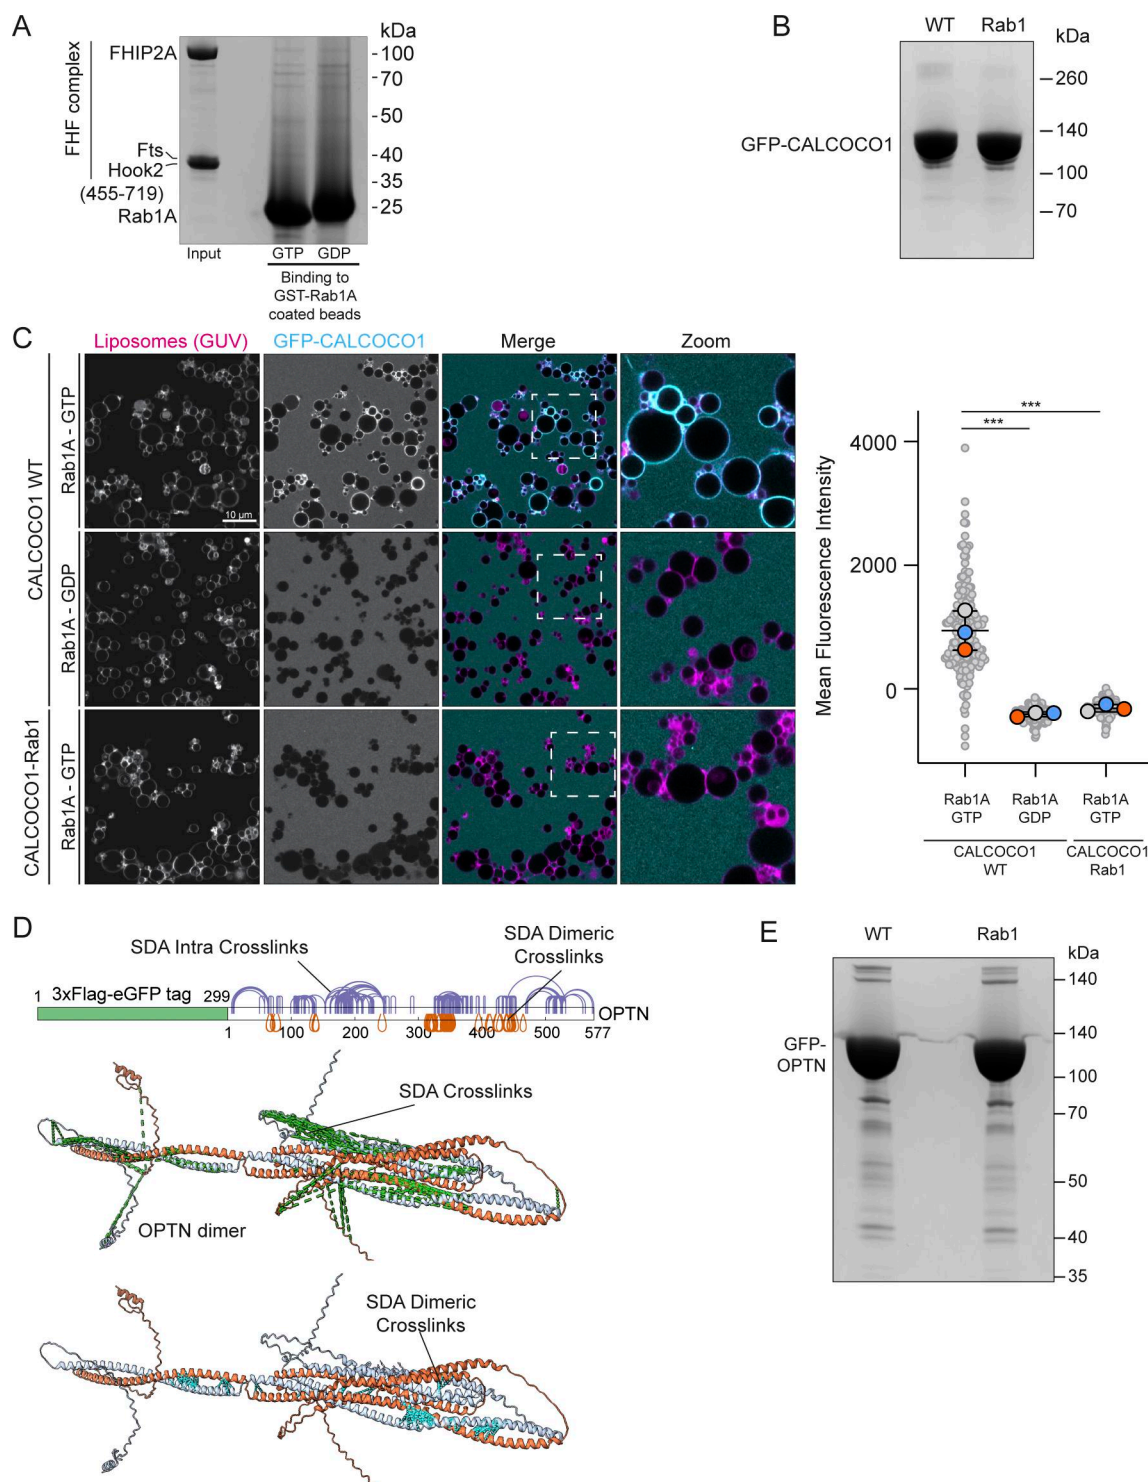 A
kDa
FHIP2A
100
70
FHF complex
50
Fts
40
Hook2
35
(455-719)
Rab1A
25
Input
GTP
GDP
Binding to
GST-Rab1A
coated beads
B
WT
Rab1
kDa
260
140
GFP-CALCOCO1
100
70
C
Liposomes (GUV)
GFP-CALCOCO1
Merge
Zoom
CALCOCO1 WT
Rab1A - GTP
10 µm
Rab1A - GDP
CALCOCO1-Rab1
Rab1A - GTP
***
***
Mean Fluorescence Intensity
4000
2000
0
Rab1A
GTP
Rab1A
GDP
Rab1A
GTP
CALCOCO1
WT
CALCOCO1
Rab1
D
SDA Intra Crosslinks
SDA Dimeric
Crosslinks
1
3xFlag-eGFP tag
299
OPTN
1
100
200
300
400
500
577
SDA Crosslinks
OPTN dimer
SDA Dimeric
Crosslinks
E
WT
Rab1
kDa
140
140
GFP-
OPTN
100
70
50
40
35